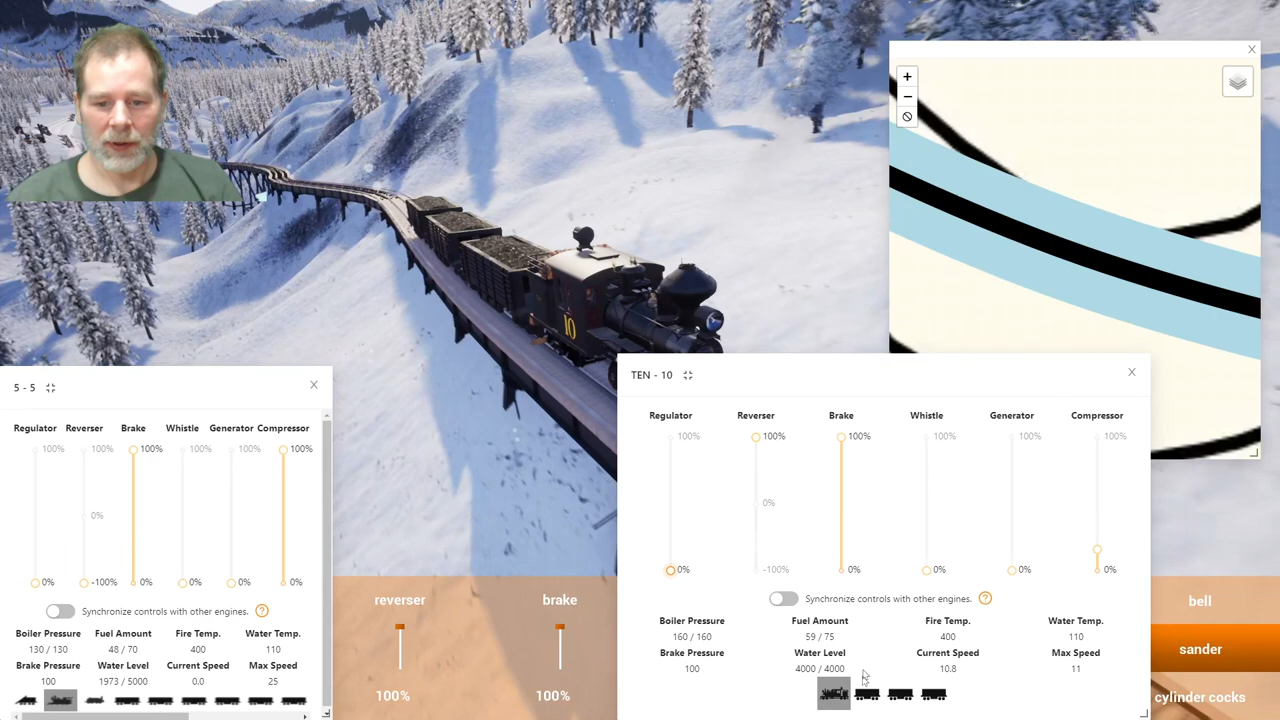 10
+
−
5 - 5
Regulator Reverser Brake Whistle Generator Compressor
100% 100% 100% 100% 100% 100%
0%
0% -100% 0% 0% 0% 0%
Synchronize controls with other engines. ?
Boiler Pressure Fuel Amount Fire Temp. Water Temp.
130 / 130 48 / 70 400 110
Brake Pressure Water Level Current Speed Max Speed
100 1973 / 5000 0.0 25
reverser brake
100% 100%
TEN - 10
Regulator Reverser Brake Whistle Generator Compressor
100% 100% 100% 100% 100% 100%
0%
0% -100% 0% 0% 0% 0%
Synchronize controls with other engines. ?
Boiler Pressure Fuel Amount Fire Temp. Water Temp.
160 / 160 59 / 75 400 110
Brake Pressure Water Level Current Speed Max Speed
100 4000 / 4000 10.8 11
bell
sander
cylinder cocks